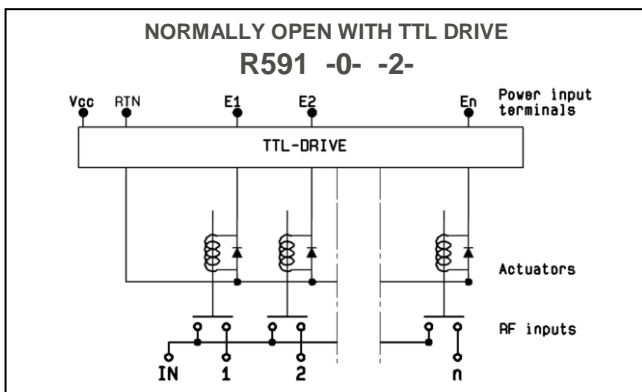 NORMALLY OPEN WITH TTL DRIVE
R591 -0- -2-
Vcc RTN E1 E2 En Power input
terminals
TTL-DRIVE
Actuators
RF inputs
IN 1 2 n